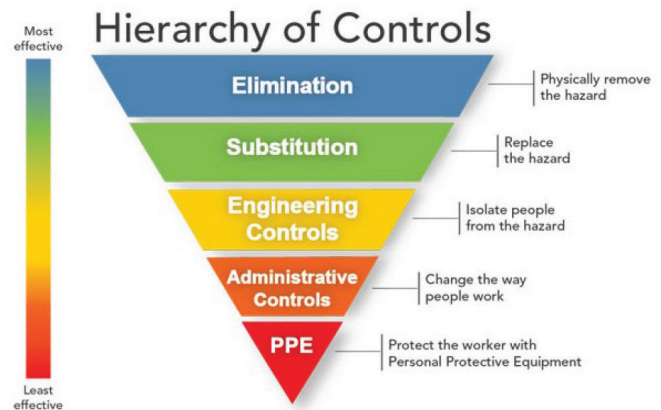 Hierarchy of Controls
Most
effective
Elimination
Physically remove
the hazard
Substitution
Replace
the hazard
Engineering
Controls
Isolate people
from the hazard
Administrative
Controls
Change the way
people work
PPE
Protect the worker with
Personal Protective Equipment
Least
effective